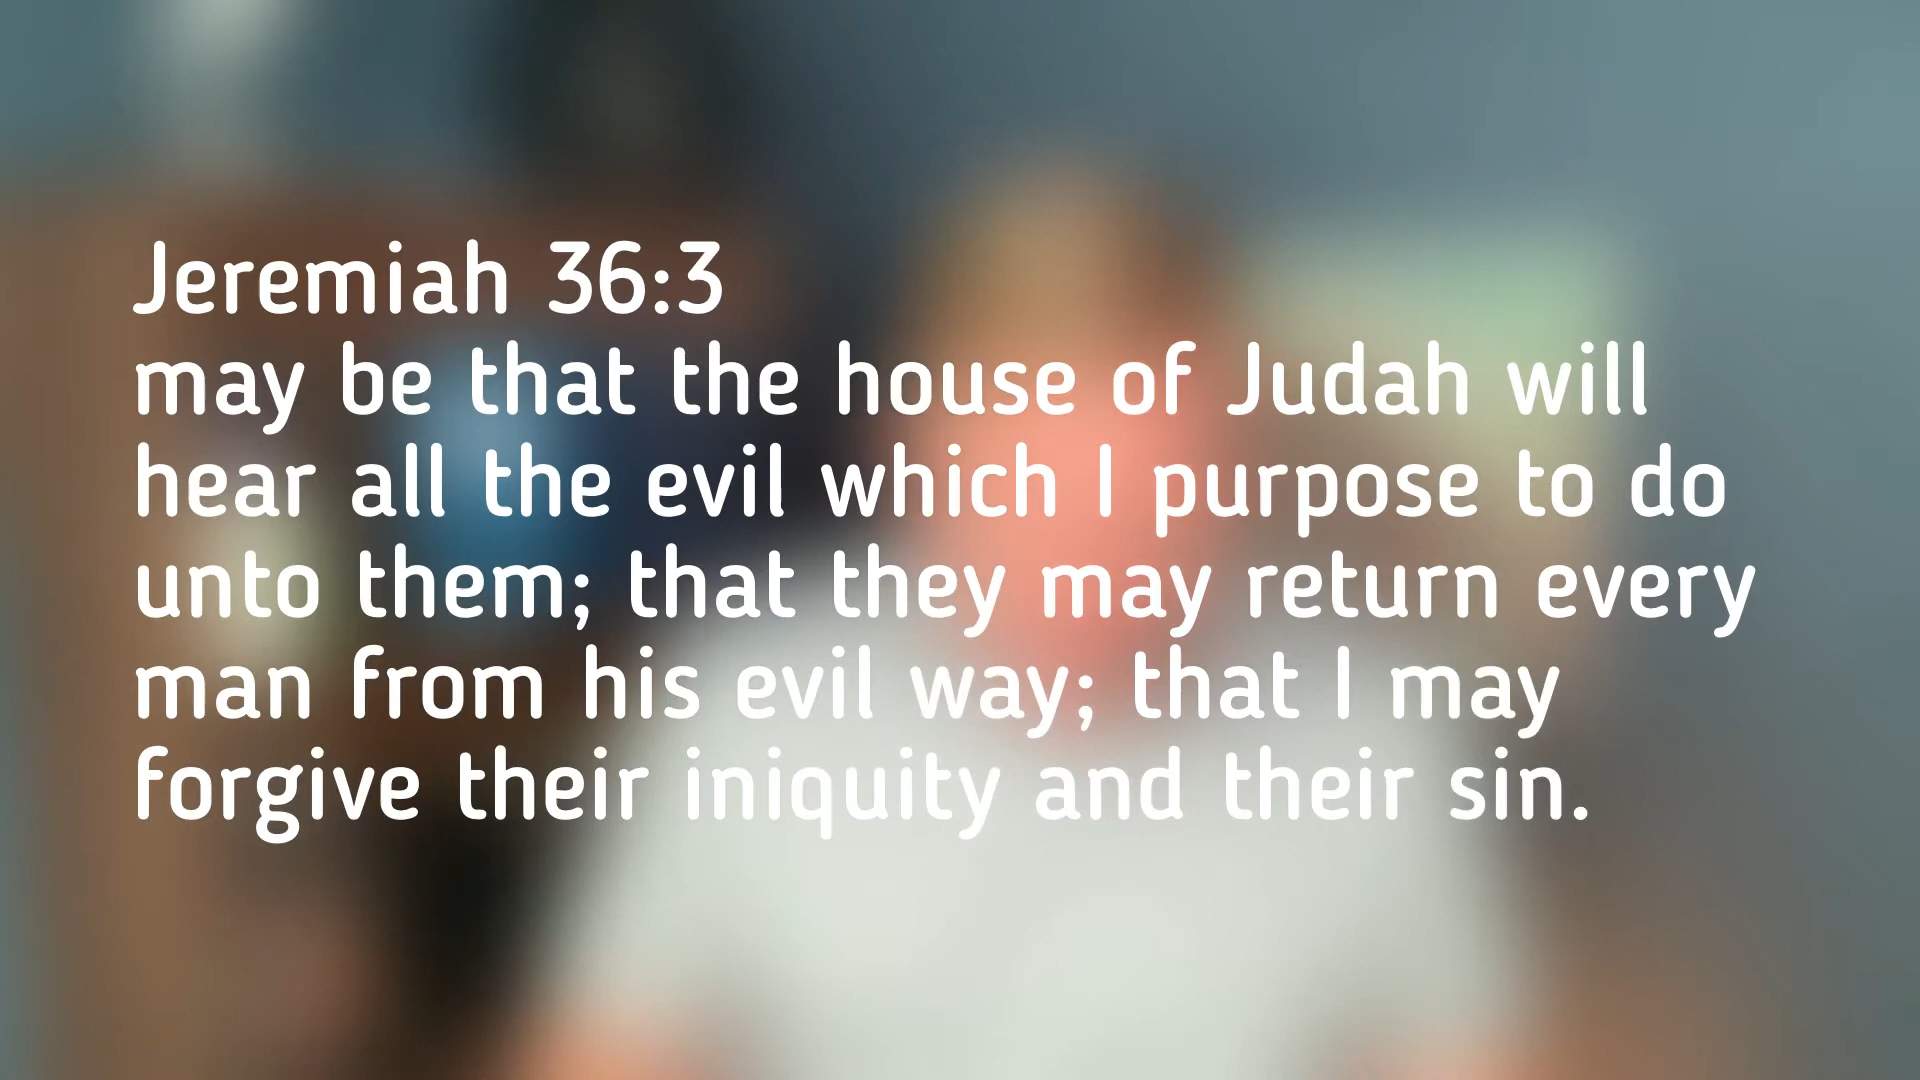 Jeremiah 36:3
may be that the house of Judah will
hear all the evil which I purpose to do
unto them; that they may return every
man from his evil way; that I may
forgive their iniquity and their sin.